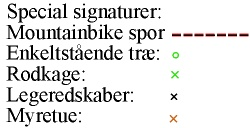 Special signaturer:
Mountainbike spor
Enkeltstående træ:
Rodkage:
Legeredskaber:
Myretue: